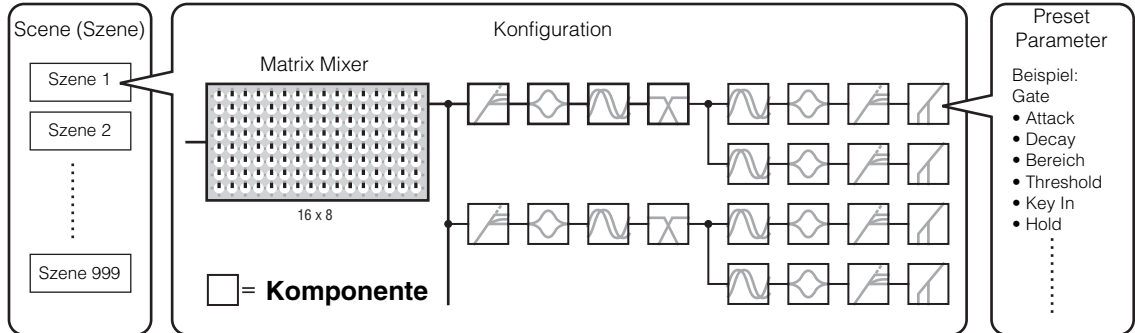 Scene (Szene)
Szene 1
Szene 2
Szene 999
Konfiguration
Matrix Mixer
16 x 8
= Komponente
Preset
Parameter
Beispiel:
Gate
• Attack
• Decay
• Bereich
• Threshold
• Key In
• Hold